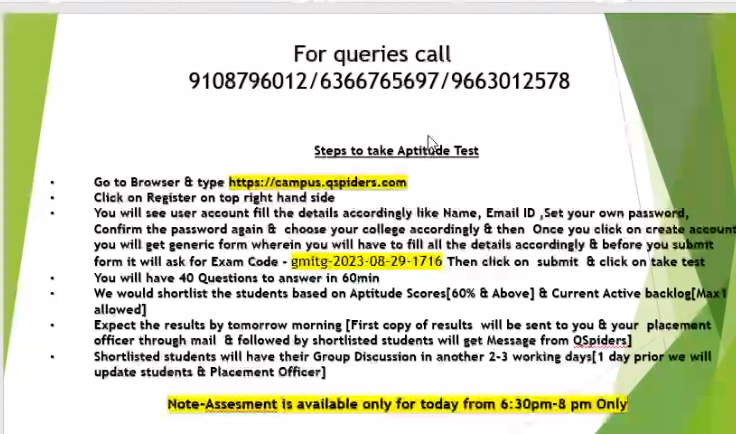 For queries call
9108796012/6366765697/9663012578
Steps to take Aptitude Test
• Go to Browser & type https://campus.qspiders.com
• Click on Register on top right hand side
• You will see user account fill the details accordingly like Name, Email ID ,Set your own password,
Confirm the password again & choose your college accordingly & then Once you click on create account
you will get generic form wherein you will have to fill all the details accordingly & before you submit
form it will ask for Exam Code - gmitg-2023-08-29-1716 Then click on submit & click on take test
• You will have 40 Questions to answer in 60min
• We would shortlist the students based on Aptitude Scores[60% & Above] & Current Active backlog[Max1
allowed]
• Expect the results by tomorrow morning [First copy of results will be sent to you & your placement
officer through mail & followed by shortlisted students will get Message from QSpiders]
• Shortlisted students will have their Group Discussion in another 2-3 working days[1 day prior we will
update students & Placement Officer]
Note-Assesment is available only for today from 6:30pm-8 pm Only